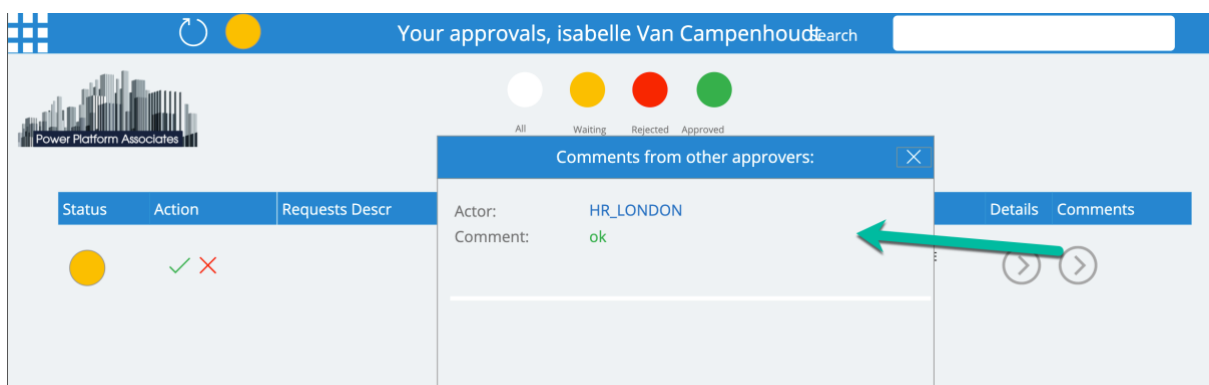 Your approvals, isabelle Van Campenhoudt
Search
Power Platform Associates
All Waiting Rejected Approved
Comments from other approvers:
Status Action Requests Descr Details Comments
Actor: HR_LONDON
Comment: ok